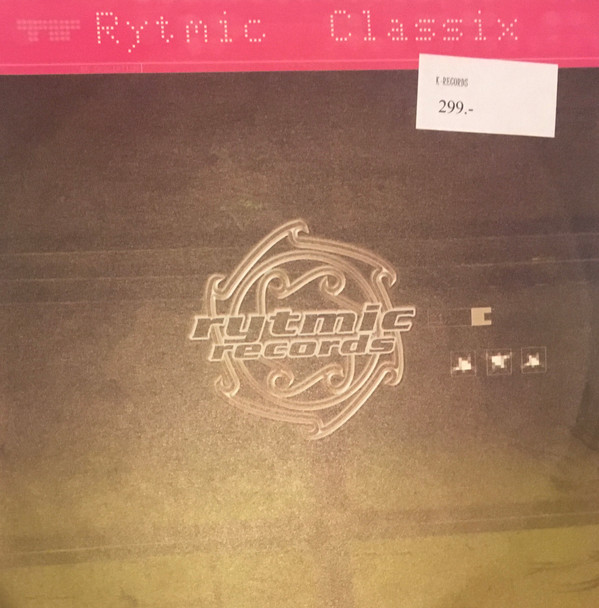 Rytmic Classix
K-RECORDS
299.-
rytmic
records